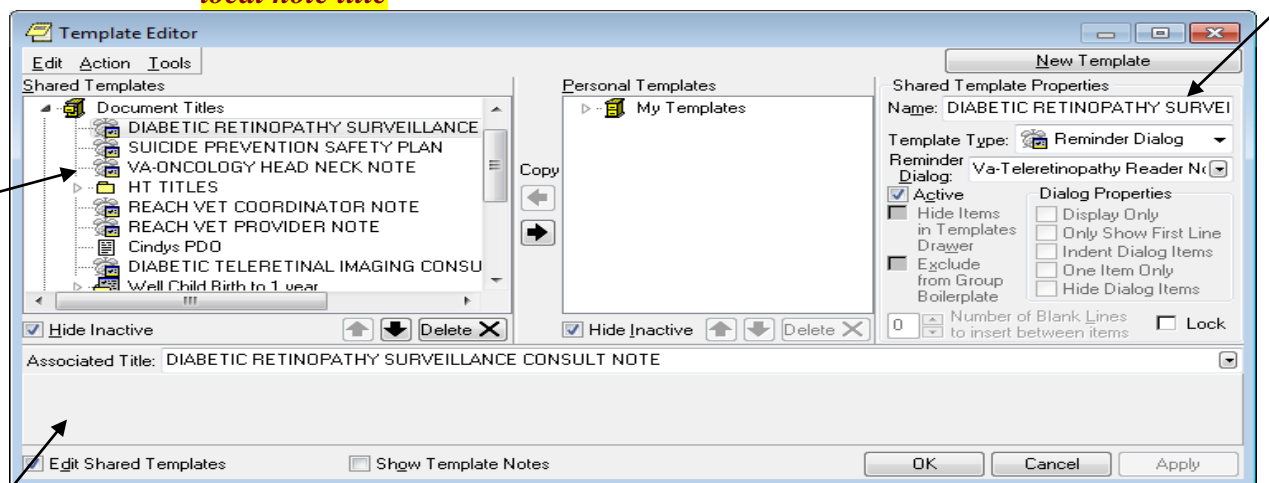 local note title
Template Editor
Edit Action Tools
New Template
Shared Templates
Document Titles
DIABETIC RETINOPATHY SURVEILLANCE
SUICIDE PREVENTION SAFETY PLAN
VA-ONCOLOGY HEAD NECK NOTE
HT TITLES
REACH VET COORDINATOR NOTE
REACH VET PROVIDER NOTE
Cindys PDO
DIABETIC TELERETINAL IMAGING CONSU
Well Child Birth to 1 year
Hide Inactive
Delete
Copy
Personal Templates
My Templates
Hide Inactive
Delete
Shared Template Properties
Name: DIABETIC RETINOPATHY SURVEI
Template Type: Reminder Dialog
Reminder
Dialog: Va-Teleretinopathy Reader No
Active
Hide Items
in Templates
Drawer
Exclude
from Group
Boilerplate
Dialog Properties
Display Only
Only Show First Line
Indent Dialog Items
One Item Only
Hide Dialog Items
0 Number of Blank Lines
to insert between items
Lock
Associated Title: DIABETIC RETINOPATHY SURVEILLANCE CONSULT NOTE
Edit Shared Templates
Show Template Notes
OK Cancel Apply